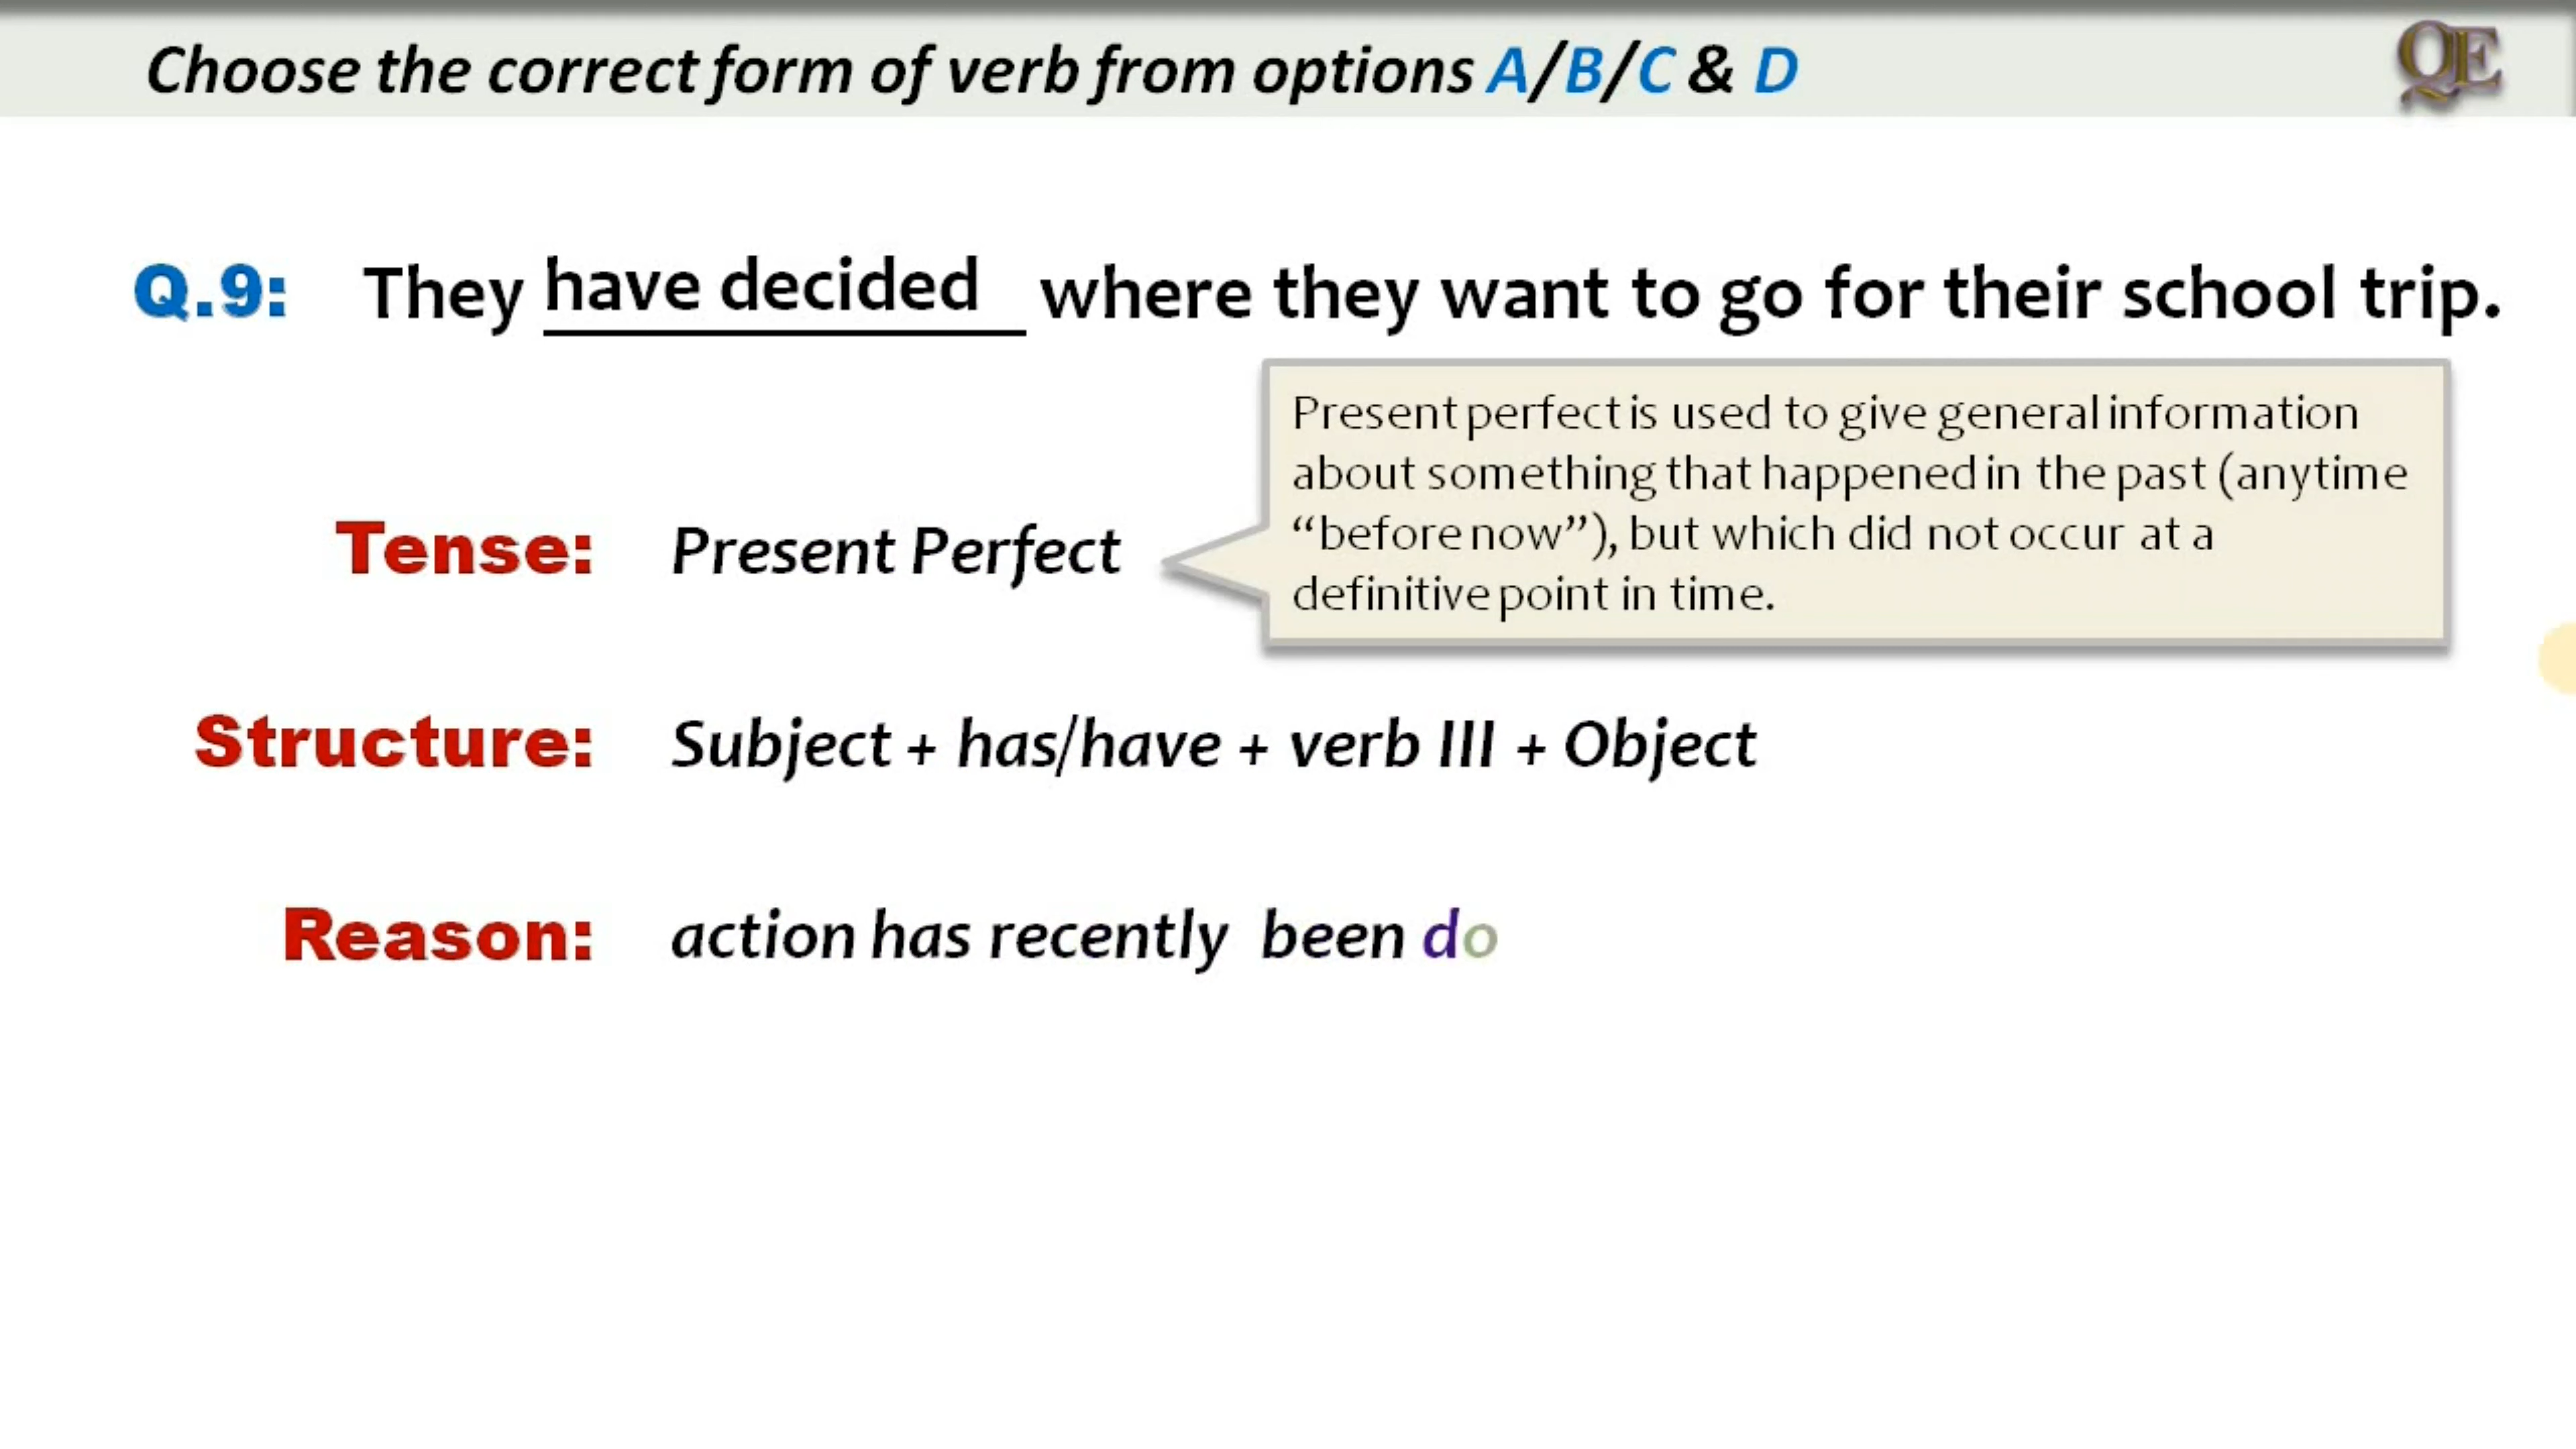 Choose the correct form of verb from options A/B/C & D
QE
Q.9: They have decided where they want to go for their school trip.
Present perfect is used to give general information
about something that happened in the past (anytime
“before now”), but which did not occur at a
definitive point in time.
Tense: Present Perfect
Structure: Subject + has/have + verb III + Object
Reason: action has recently been do